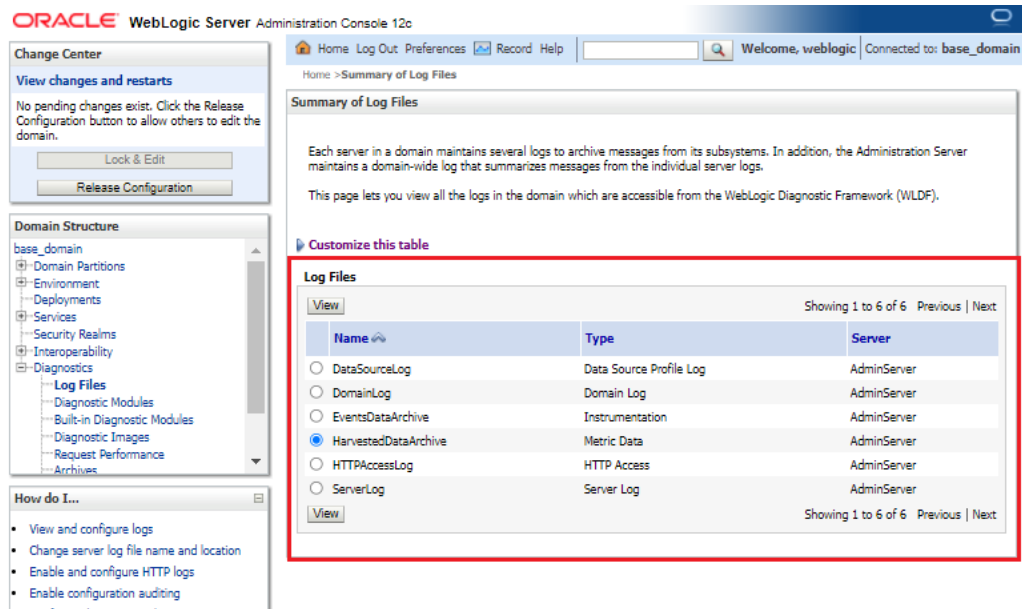 ORACLE WebLogic Server Administration Console 12c
Change Center
View changes and restarts
No pending changes exist. Click the Release
Configuration button to allow others to edit the
domain.
Lock & Edit
Release Configuration
Domain Structure
base_domain
Domain Partitions
Environment
Deployments
Services
Security Realms
Interoperability
Diagnostics
Log Files
Diagnostic Modules
Built-in Diagnostic Modules
Diagnostic Images
Request Performance
Archives
How do I...
View and configure logs
Change server log file name and location
Enable and configure HTTP logs
Enable configuration auditing
Home Log Out Preferences Record Help
Welcome, weblogic Connected to: base_domain
Home >Summary of Log Files
Summary of Log Files
Each server in a domain maintains several logs to archive messages from its subsystems. In addition, the Administration Server
maintains a domain-wide log that summarizes messages from the individual server logs.
This page lets you view all the logs in the domain which are accessible from the WebLogic Diagnostic Framework (WLDF).
Customize this table
Log Files
View Showing 1 to 6 of 6 Previous | Next
Name Type Server
DataSourceLog Data Source Profile Log AdminServer
DomainLog Domain Log AdminServer
EventsDataArchive Instrumentation AdminServer
HarvestedDataArchive Metric Data AdminServer
HTTPAccessLog HTTP Access AdminServer
ServerLog Server Log AdminServer
View Showing 1 to 6 of 6 Previous | Next